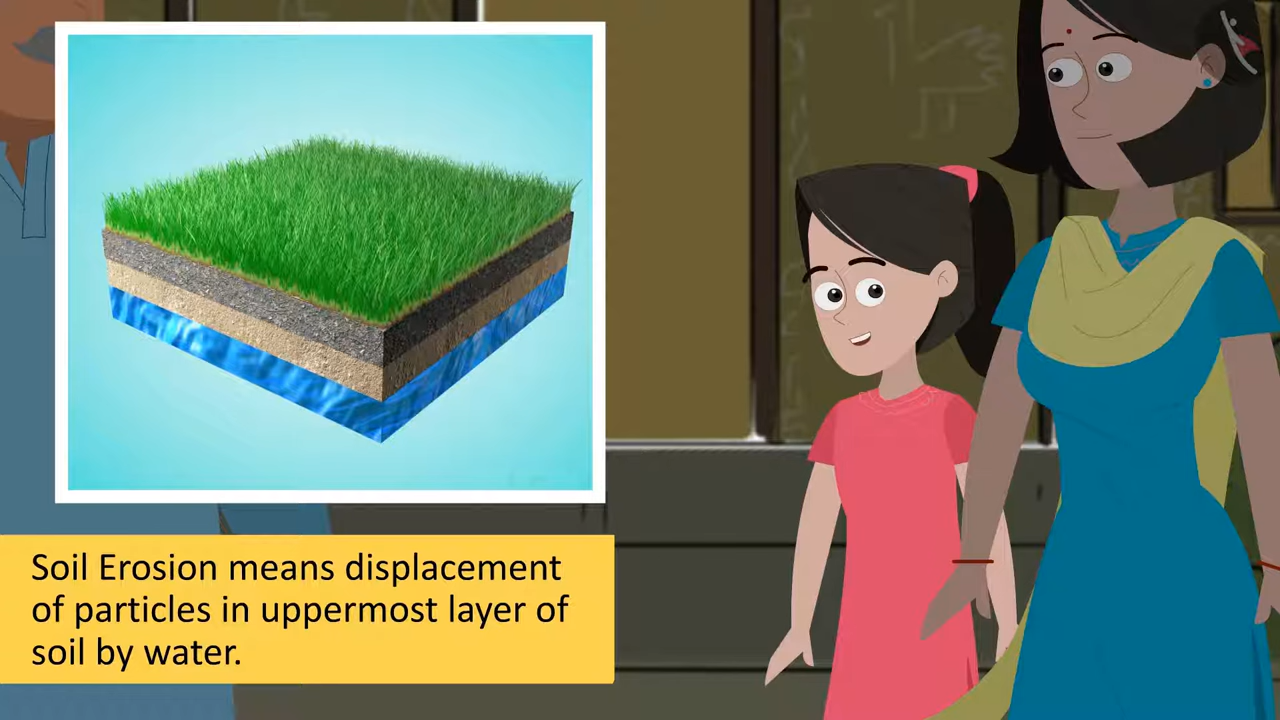 Soil Erosion means displacement
of particles in uppermost layer of
soil by water.